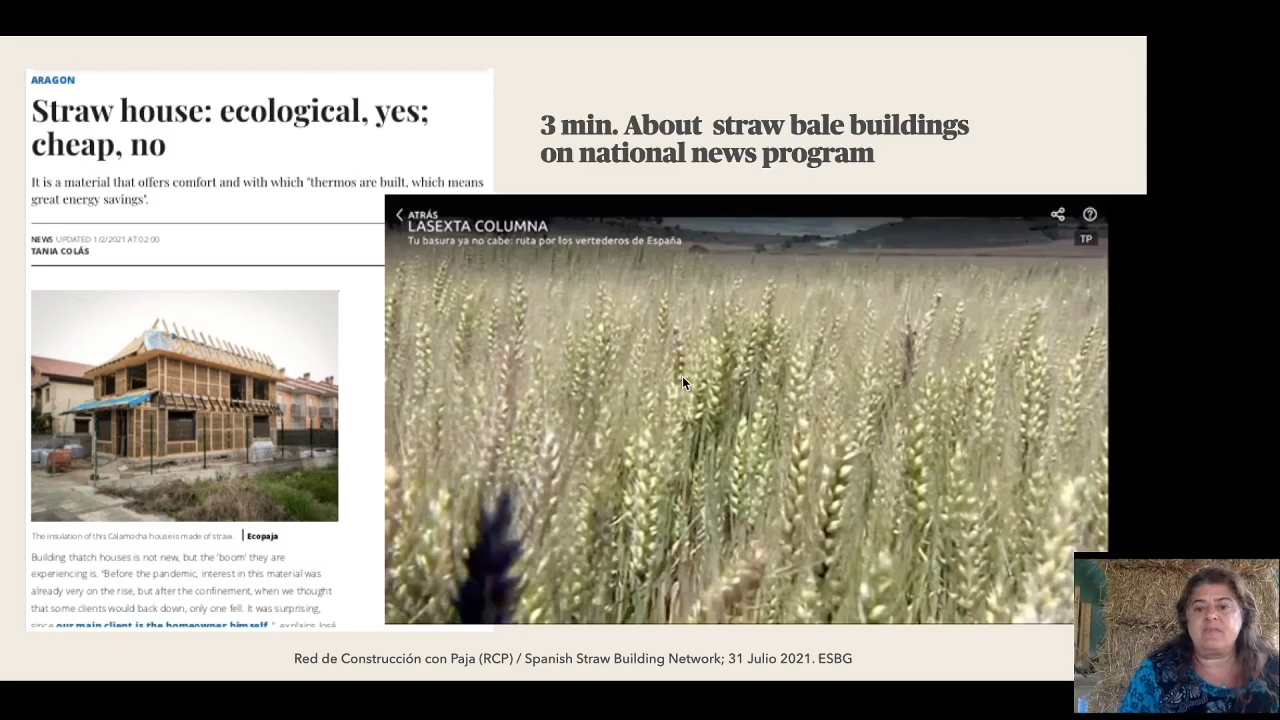 ARAGON
Straw house: ecological, yes;
cheap, no
It is a material that offers comfort and with which "thermos are built, which means
great energy savings".
NEWS UPDATED 1/2/2021 AT 02:00
TANIA COLÁS
The insulation of this Calamocha house is made of straw. | Ecopaja
Building thatch houses is not new, but the 'boom' they are
experiencing is. "Before the pandemic, interest in this material was
already very on the rise, but after the confinement, when we thought
that some clients would back down, only one fell. It was surprising,
since our main client is the homeowner himself ", explains José
3 min. About straw bale buildings
on national news program
ATRÁS
LASEXTA COLUMNA
Tu basura ya no cabe: ruta por los vertederos de España
TP
Red de Construcción con Paja (RCP) / Spanish Straw Building Network; 31 Julio 2021. ESBG